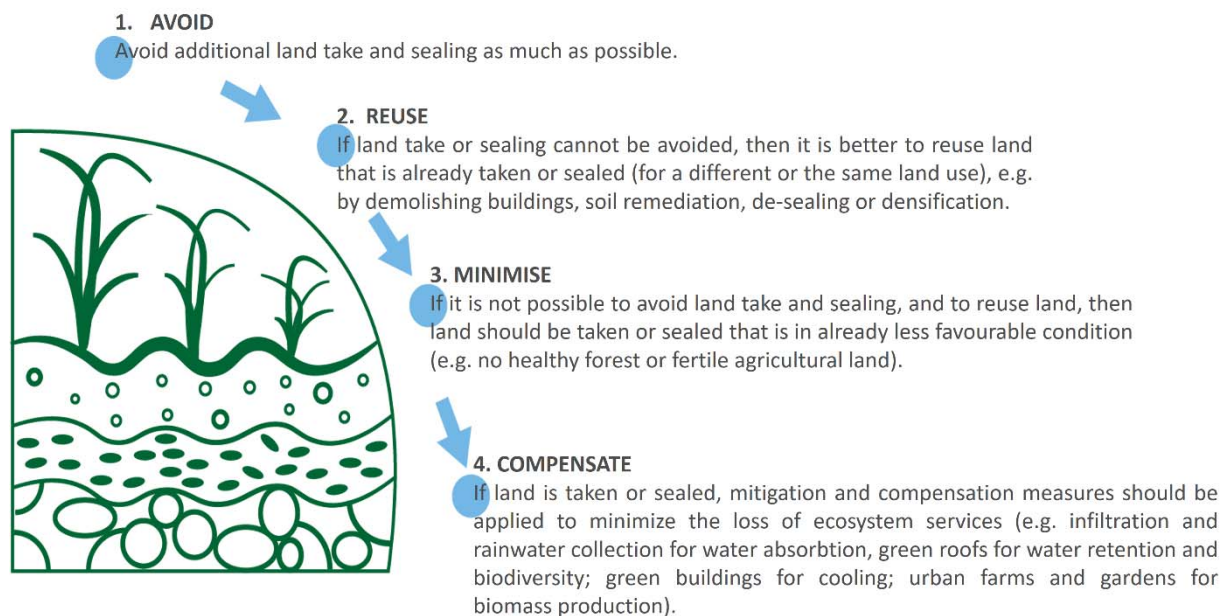 1. AVOID
Avoid additional land take and sealing as much as possible.
2. REUSE
If land take or sealing cannot be avoided, then it is better to reuse land
that is already taken or sealed (for a different or the same land use), e.g.
by demolishing buildings, soil remediation, de-sealing or densification.
3. MINIMISE
If it is not possible to avoid land take and sealing, and to reuse land, then
land should be taken or sealed that is in already less favourable condition
(e.g. no healthy forest or fertile agricultural land).
4. COMPENSATE
If land is taken or sealed, mitigation and compensation measures should be
applied to minimize the loss of ecosystem services (e.g. infiltration and
rainwater collection for water absorbtion, green roofs for water retention and
biodiversity; green buildings for cooling; urban farms and gardens for
biomass production).